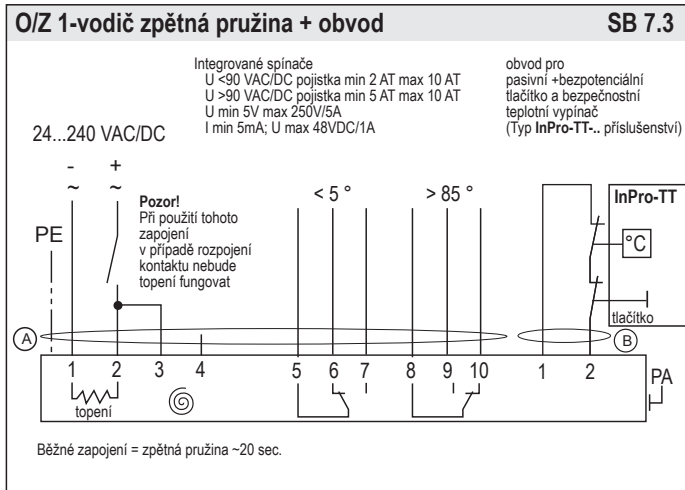 O/Z 1-vodič zpětná pružina + obvod SB 7.3
Integrované spínače
U <90 VAC/DC pojistka min 2 AT max 10 AT
U >90 VAC/DC pojistka min 5 AT max 10 AT
U min 5V max 250V/5A
I min 5mA; U max 48VDC/1A
obvod pro
pasivní +bezpotenciální
tlačítko a bezpečnostní
teplotní vypínač
(Typ InPro-TT-.. příslušenství)
24...240 VAC/DC
- +
~ ~
Pozor!
Při použití tohoto
zapojení
v případě rozpojení
kontaktu nebude
topení fungovat
< 5 ° > 85 °
InPro-TT
°C
PE
tlačítko
A B
1 2 3 4 5 6 7 8 9 10 1 2 PA
topení
Běžné zapojení = zpětná pružina ~20 sec.